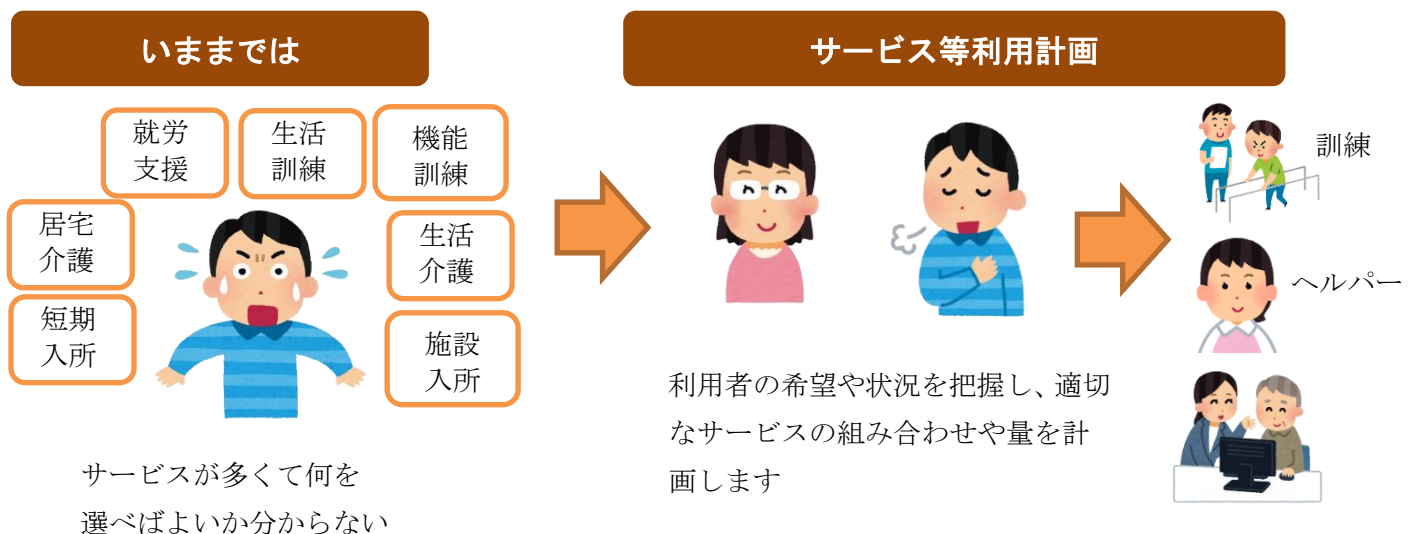 いままでは
サービス等利用計画
就労
支援
生活
訓練
機能
訓練
居宅
介護
生活
介護
短期
入所
施設
入所
サービスが多くて何を
選べばよいか分からない
利用者の希望や状況を把握し、適切
なサービスの組み合わせや量を計
画します
訓練
ヘルパー